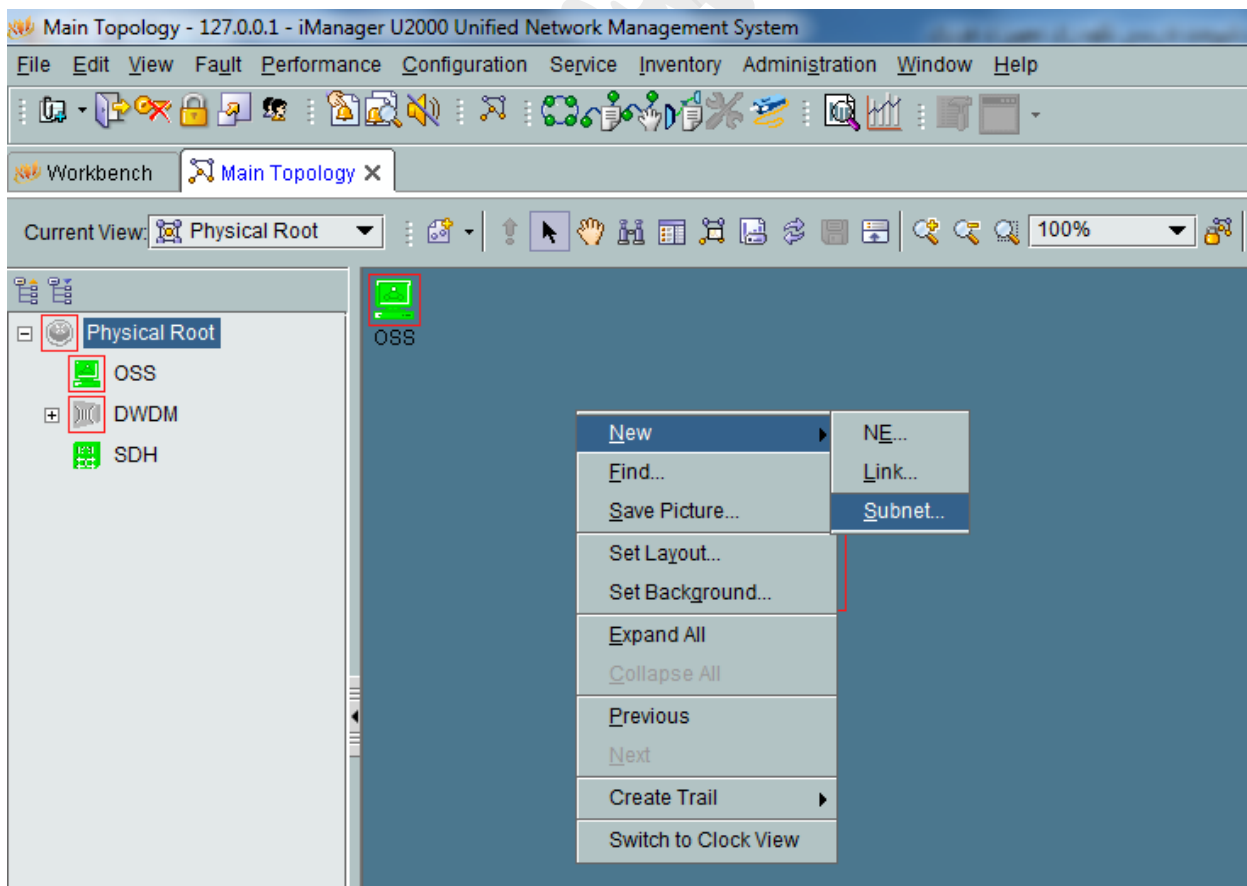 Main Topology - 127.0.0.1 - iManager U2000 Unified Network Management System
File Edit View Fault Performance Configuration Service Inventory Administration Window Help
Workbench Main Topology
Current View: Physical Root 100%
Physical Root
OSS
DWDM
SDH
OSS
New
Find...
Save Picture...
Set Layout...
Set Background...
Expand All
Collapse All
Previous
Next
Create Trail
Switch to Clock View
NE...
Link...
Subnet...